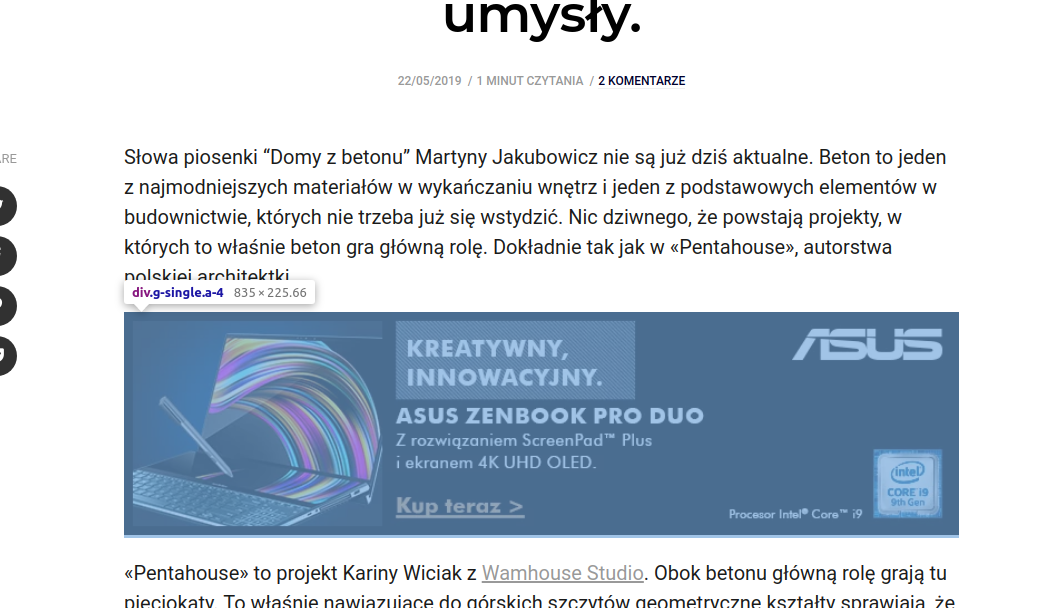 umysły.
22/05/2019 / 1 MINUT CZYTANIA / 2 KOMENTARZE
ARE
Słowa piosenki “Domy z betonu” Martyny Jakubowicz nie są już dziś aktualne. Beton to jeden
z najmodniejszych materiałów w wykańczaniu wnętrz i jeden z podstawowych elementów w
budownictwie, których nie trzeba już się wstydzić. Nic dziwnego, że powstają projekty, w
których to właśnie beton gra główną rolę. Dokładnie tak jak w «Pentahouse», autorstwa
polskiej architektki
div.g-single.a-4 835 × 225.66
KREATYWNY,
INNOWACYJNY.
ASUS
ASUS ZENBOOK PRO DUO
Z rozwiązaniem ScreenPad™ Plus
i ekranem 4K UHD OLED.
Kup teraz >
Procesor Intel® Core™ i9
intel
CORE i9
9th Gen
«Pentahouse» to projekt Kariny Wiciak z Wamhouse Studio. Obok betonu główną rolę grają tu
pięciokąty. To właśnie nawiązujące do górskich szczytów geometryczne kształty sprawiają, że